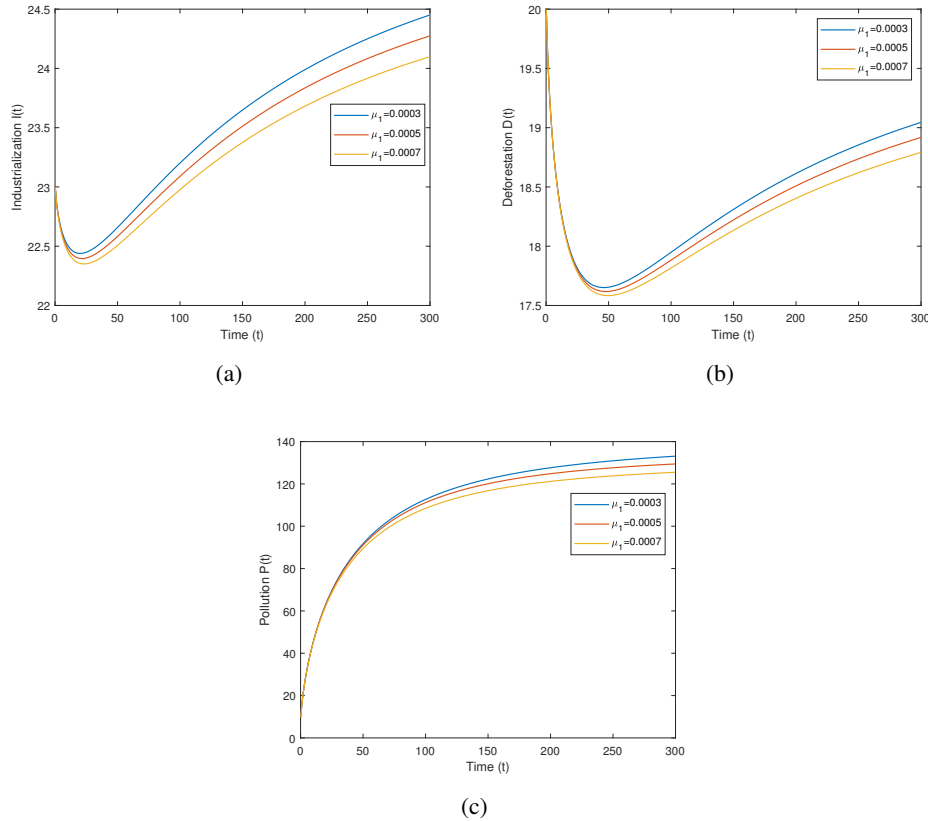 24.5
24
23.5
23
22.5
22
Industrialization I(t)
μ1=0.0003
μ1=0.0005
μ1=0.0007
0 50 100 150 200 250 300
Time (t)
(a)
20
19.5
19
18.5
18
17.5
Deforestation D(t)
μ1=0.0003
μ1=0.0005
μ1=0.0007
0 50 100 150 200 250 300
Time (t)
(b)
140
120
100
80
60
40
20
0
Pollution P(t)
μ1=0.0003
μ1=0.0005
μ1=0.0007
0 50 100 150 200 250 300
Time (t)
(c)